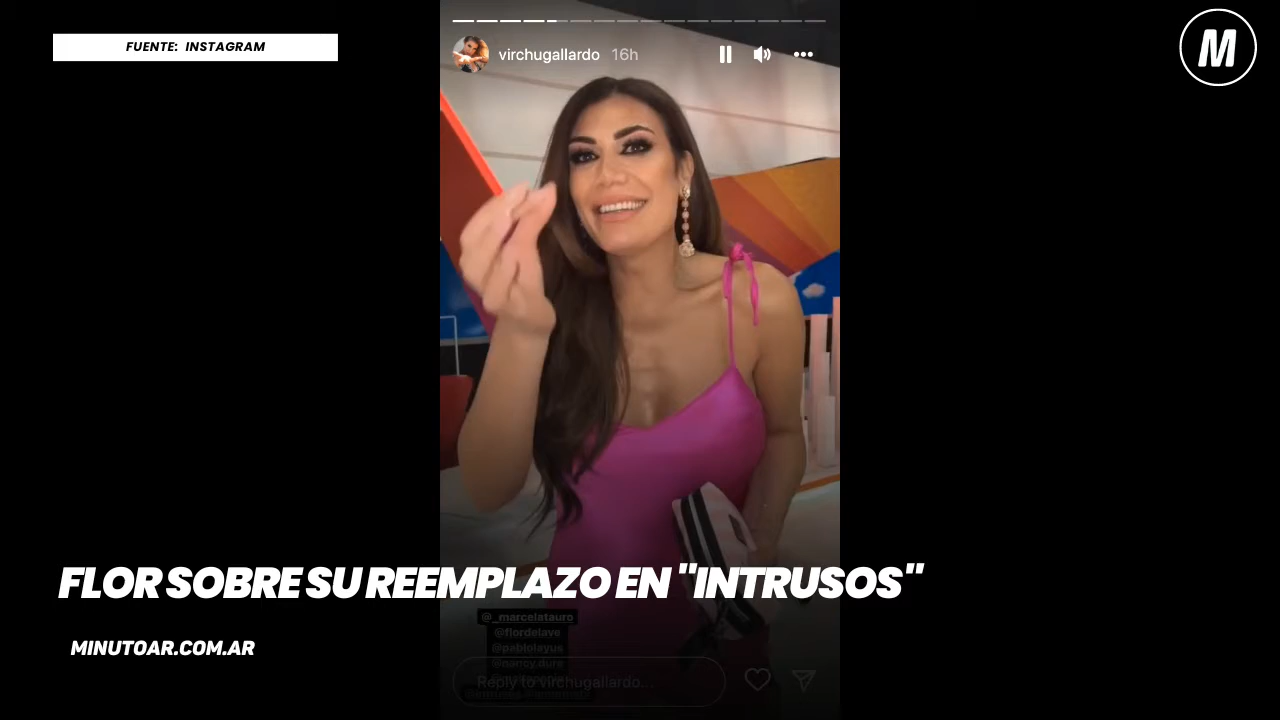 FUENTE: INSTAGRAM
M
virchugallardo 16h
FLOR SOBRE SU REEMPLAZO EN "INTRUSOS"
@_marcelatauro
@flordelave
MINUTOAR.COM.AR
@pablolayus
Reply to virchugallardo...